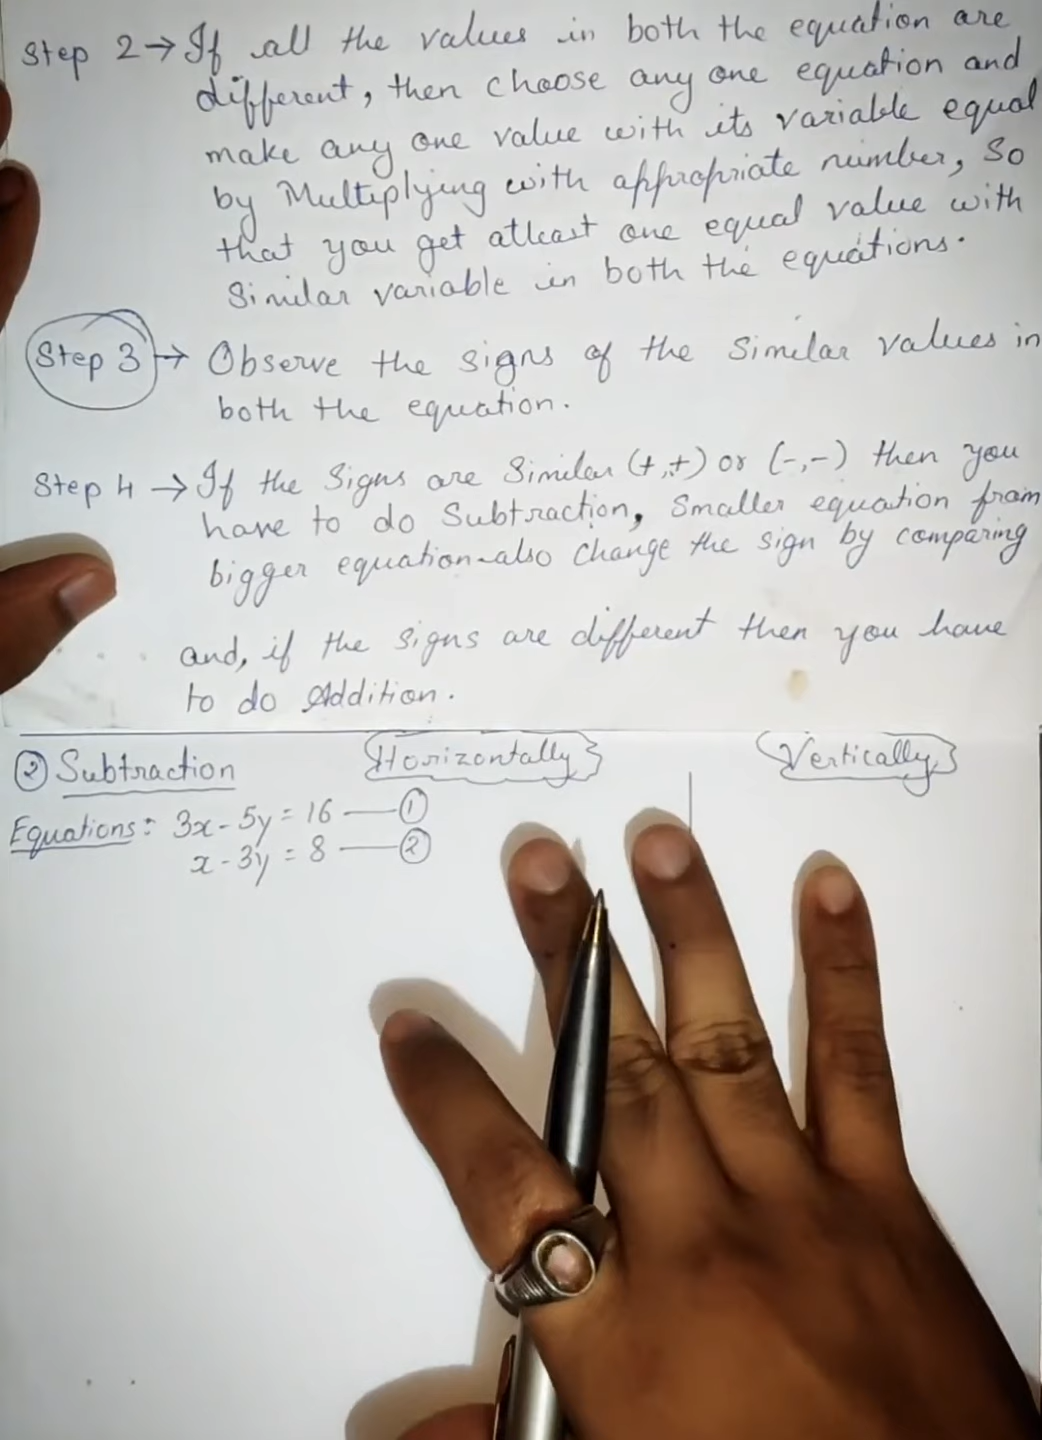 Step 2→ If all the values in both the equation are
different, then choose any one equation and
make any one value with its variable equal
by Multiplying with appropriate number, So
that you get atleast one equal value with
Similar variable in both the equations.
Step 3 → Observe the signs of the similar values in
both the equation.
Step 4 → If the Signs are Similar (+,+) or (-,-) then you
have to do Subtraction, Smaller equation from
bigger equation-also change the sign by comparing
and, if the signs are different then you have
to do Addition.
② Subtraction Horizontally Vertically
Equations: 3x - 5y = 16 —①
x - 3y = 8 —②